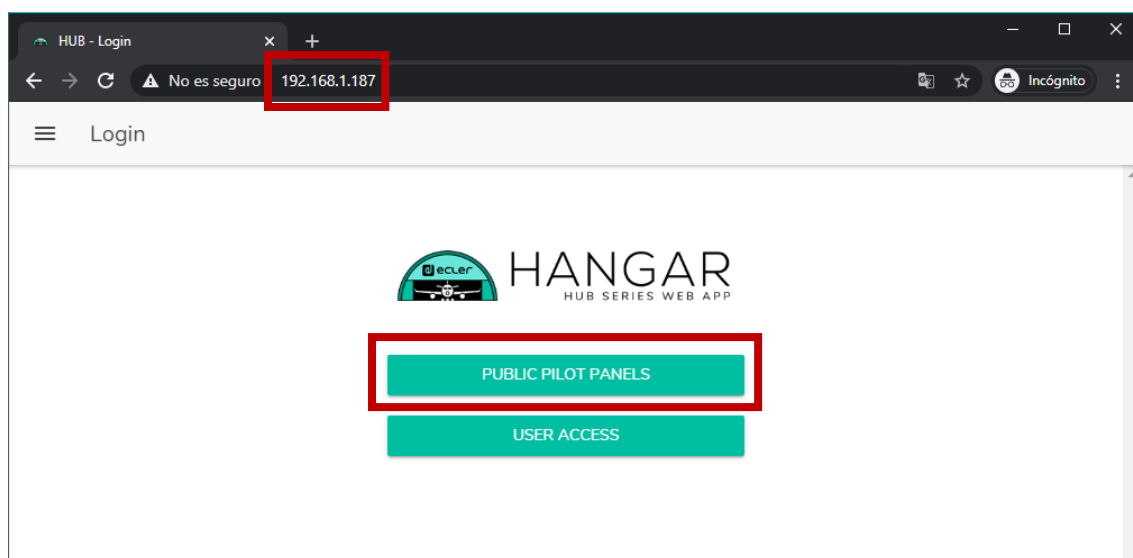 HUB - Login
No es seguro 192.168.1.187 Incógnito
Login
ecler HANGAR
HUB SERIES WEB APP
PUBLIC PILOT PANELS
USER ACCESS